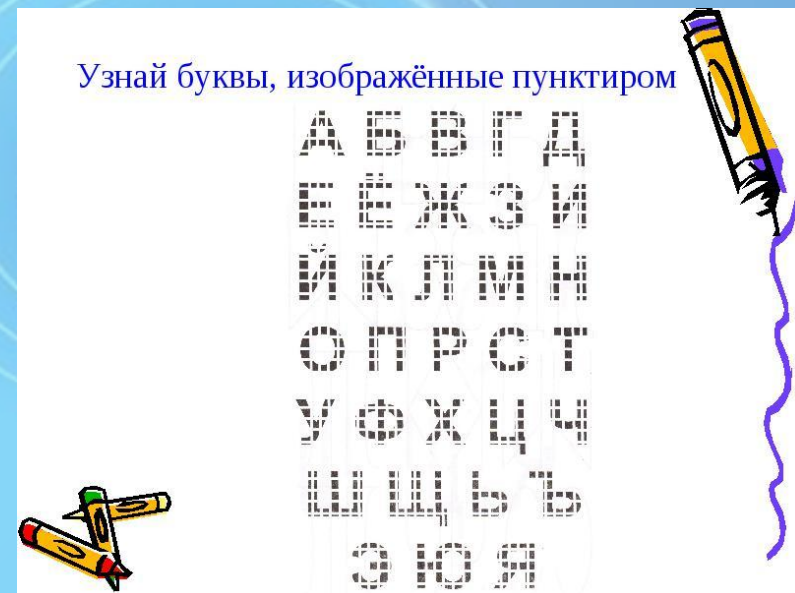 Узнай буквы, изображённые пунктиром
А Б В Г Д
Е Ё Ж З И
Й К Л М Н
О П Р С Т
У Ф Х Ц Ч
Ш Щ Ь Ъ
Э Ю Я